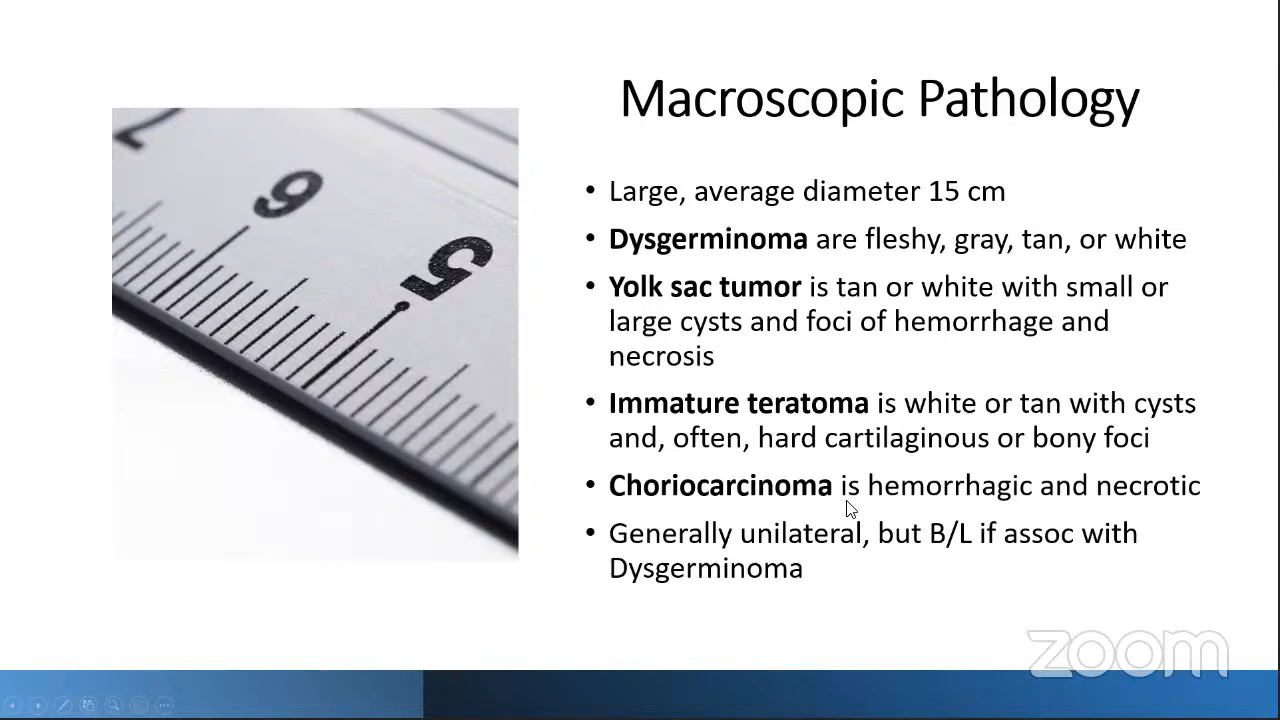 Macroscopic Pathology
• Large, average diameter 15 cm
• Dysgerminoma are fleshy, gray, tan, or white
• Yolk sac tumor is tan or white with small or
large cysts and foci of hemorrhage and
necrosis
• Immature teratoma is white or tan with cysts
and, often, hard cartilaginous or bony foci
• Choriocarcinoma is hemorrhagic and necrotic
• Generally unilateral, but B/L if assoc with
Dysgerminoma
7
6
5
zoom